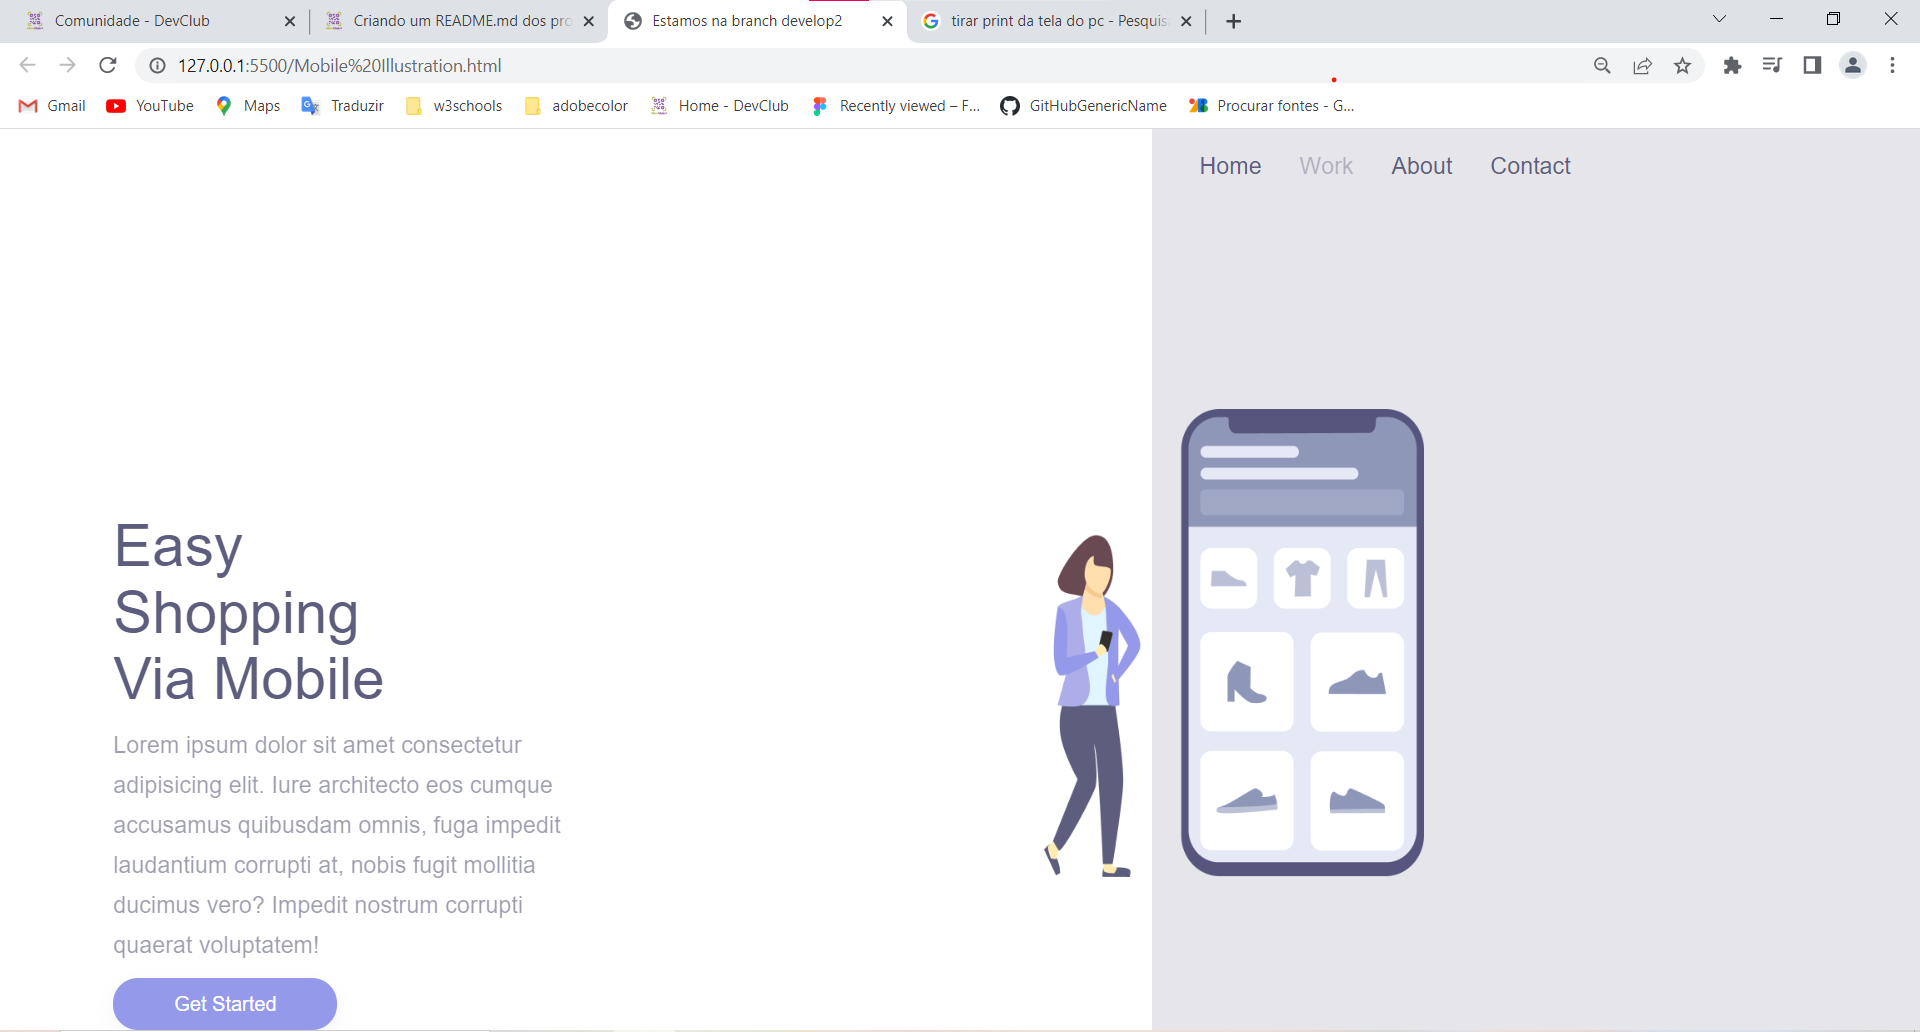 Comunidade - DevClub
Criando um README.md dos pro
Estamos na branch develop2
tirar print da tela do pc - Pesquis
127.0.0.1:5500/Mobile%20Illustration.html
Gmail
YouTube
Maps
Traduzir
w3schools
adobecolor
Home - DevClub
Recently viewed – F...
GitHubGenericName
Procurar fontes - G...
Home Work About Contact
Easy
Shopping
Via Mobile
Lorem ipsum dolor sit amet consectetur
adipisicing elit. Iure architecto eos cumque
accusamus quibusdam omnis, fuga impedit
laudantium corrupti at, nobis fugit mollitia
ducimus vero? Impedit nostrum corrupti
quaerat voluptatem!
Get Started